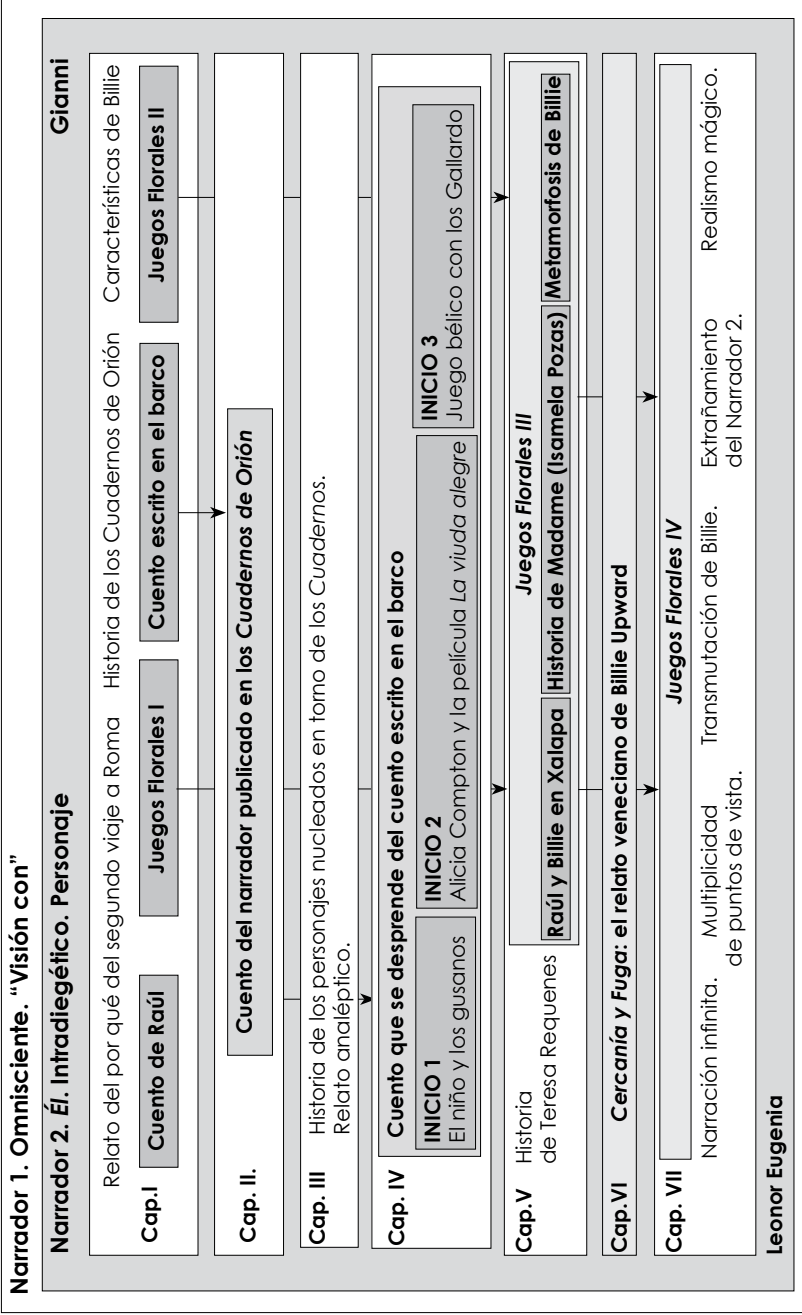 Narrador 1. Omnisciente. “Visión con”
Narrador 2. Él. Intradiegético. Personaje
Gianni
Cap.I
Relato del por qué del segundo viaje a Roma
Historia de los Cuadernos de Orión
Características de Billie
Cuento de Raúl
Juegos Florales I
Cuento escrito en el barco
Juegos Florales II
Cap. II.
Cuento del narrador publicado en los Cuadernos de Orión
Cap. III
Historia de los personajes nucleados en torno de los Cuadernos.
Relato analéptico.
Cap. IV
Cuento que se desprende del cuento escrito en el barco
INICIO 1
El niño y los gusanos
INICIO 2
Alicia Compton y la película La viuda alegre
INICIO 3
Juego bélico con los Gallardo
Cap.V
Historia
de Teresa Requenes
Juegos Florales III
Raúl y Billie en Xalapa
Historia de Madame (Isamela Pozas)
Metamorfosis de Billie
Cap.VI
Cercanía y Fuga: el relato veneciano de Billie Upward
Cap. VII
Juegos Florales IV
Narración infinita.
Multiplicidad
de puntos de vista.
Transmutación de Billie.
Extrañamiento
del Narrador 2.
Realismo mágico.
Leonor Eugenia